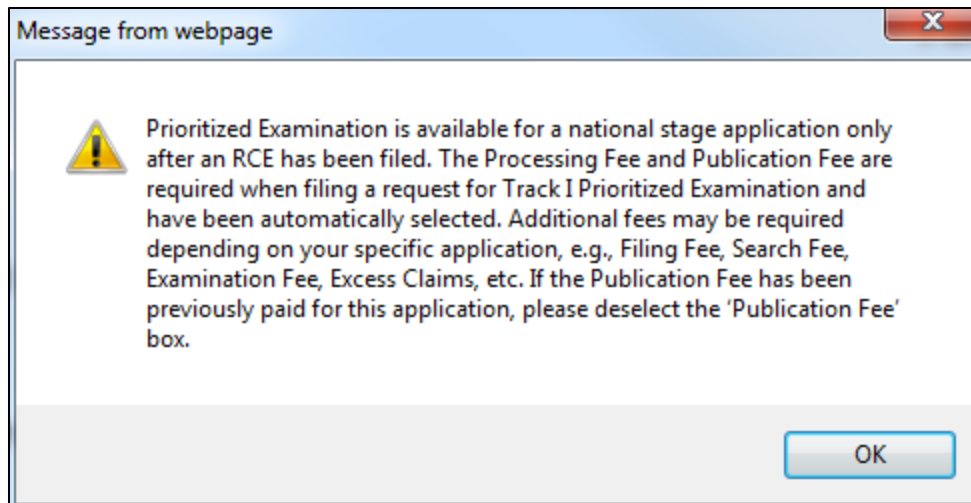 Message from webpage
X
Prioritized Examination is available for a national stage application only
after an RCE has been filed. The Processing Fee and Publication Fee are
required when filing a request for Track I Prioritized Examination and
have been automatically selected. Additional fees may be required
depending on your specific application, e.g., Filing Fee, Search Fee,
Examination Fee, Excess Claims, etc. If the Publication Fee has been
previously paid for this application, please deselect the ‘Publication Fee’
box.
OK